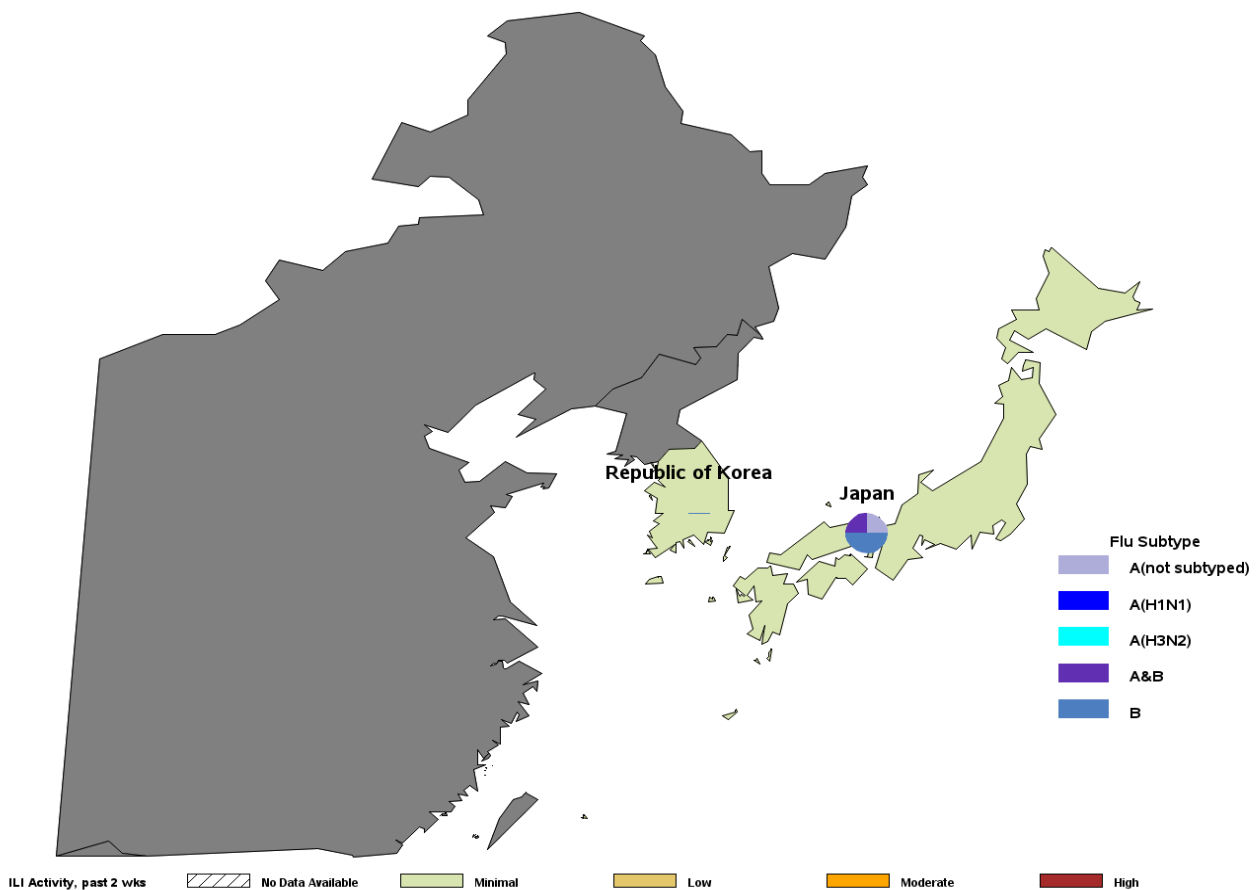 Republic of Korea
Japan
Flu Subtype
A(not subtyped)
A(H1N1)
A(H3N2)
A&B
B
ILI Activity, past 2 wks No Data Available Minimal Low Moderate High